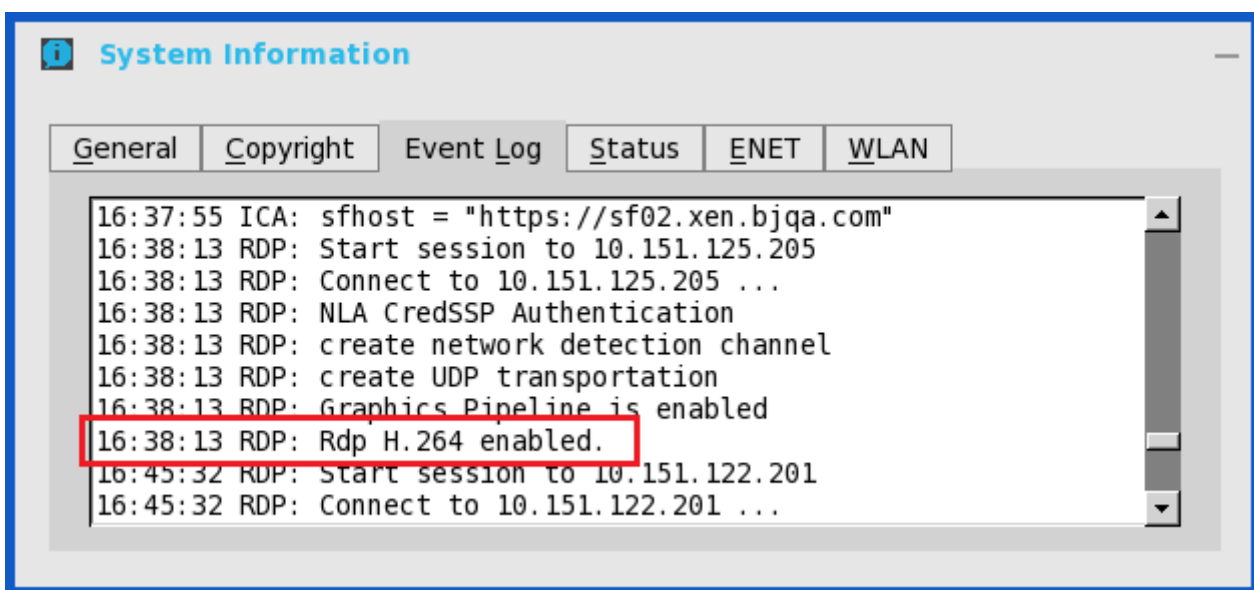 System Information
General Copyright Event Log Status ENET WLAN
16:37:55 ICA: sfhost = "https://sf02.xen.bjqa.com"
16:38:13 RDP: Start session to 10.151.125.205
16:38:13 RDP: Connect to 10.151.125.205 ...
16:38:13 RDP: NLA CredSSP Authentication
16:38:13 RDP: create network detection channel
16:38:13 RDP: create UDP transportation
16:38:13 RDP: Graphics Pipeline is enabled
16:38:13 RDP: Rdp H.264 enabled.
16:45:32 RDP: Start session to 10.151.122.201
16:45:32 RDP: Connect to 10.151.122.201 ...